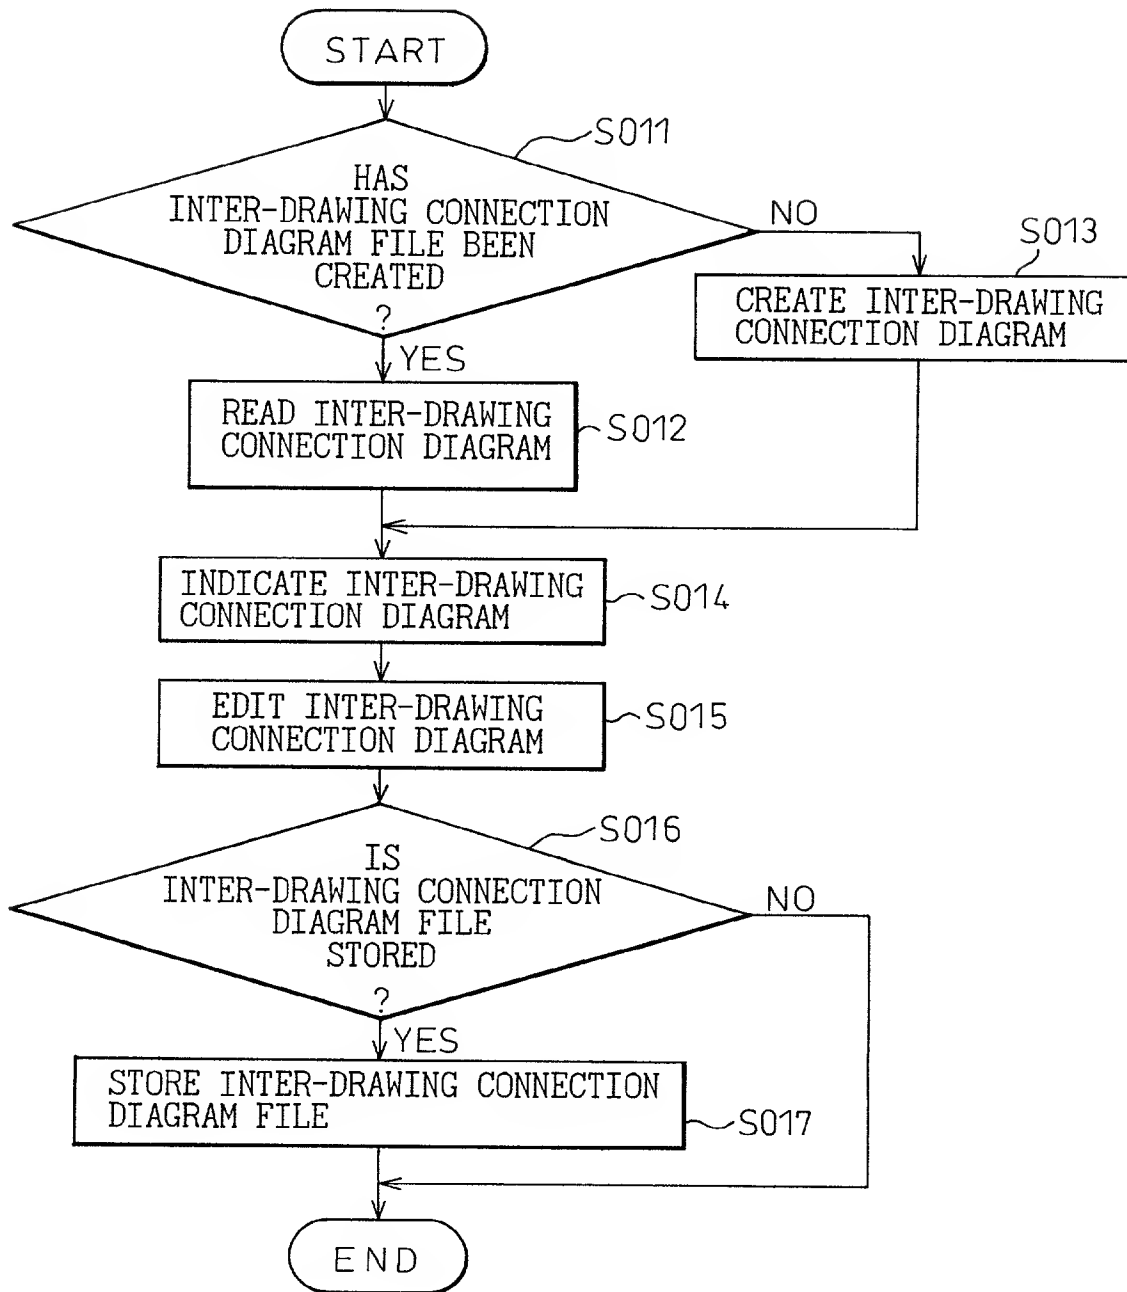 START
S011
HAS
INTER-DRAWING CONNECTION
DIAGRAM FILE BEEN
CREATED
?
NO
S013
CREATE INTER-DRAWING
CONNECTION DIAGRAM
YES
READ INTER-DRAWING
CONNECTION DIAGRAM
S012
INDICATE INTER-DRAWING
CONNECTION DIAGRAM
S014
EDIT INTER-DRAWING
CONNECTION DIAGRAM
S015
S016
IS
INTER-DRAWING CONNECTION
DIAGRAM FILE
STORED
?
NO
YES
STORE INTER-DRAWING CONNECTION
DIAGRAM FILE
S017
END